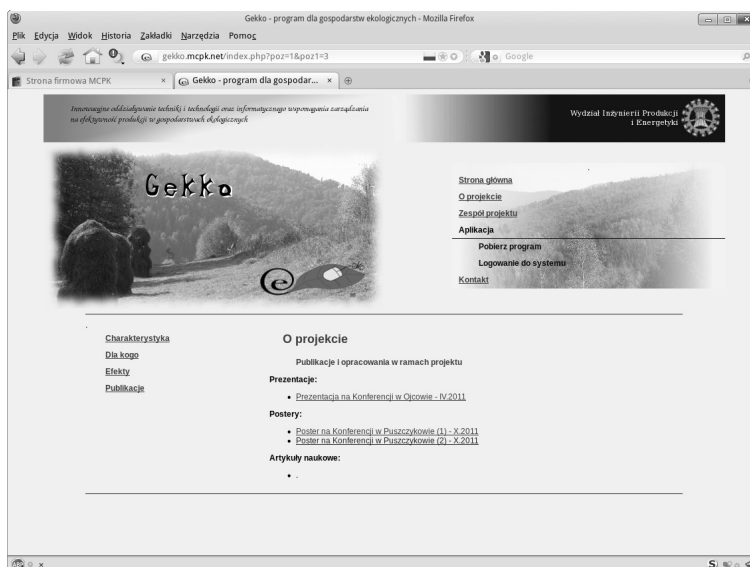 Gekko - program dla gospodarstw ekologicznych - Mozilla Firefox
Plik Edycja Widok Historia Zakładki Narzędzia Pomoc
gekko.mcpk.net/index.php?poz=1&poz1=3
Google
Strona firmowa MCPK × Gekko - program dla gospodar... ×
Innowacyjne oddziaływanie techniki i technologii oraz informatycznego wspomagania zarządzania
na efektywność produkcji w gospodarstwach ekologicznych
Wydział Inżynierii Produkcji
i Energetyki
Gekko
Strona główna
O projekcie
Zespół projektu
Aplikacja
Pobierz program
Logowanie do systemu
Kontakt
Charakterystyka
Dla kogo
Efekty
Publikacje
O projekcie
Publikacje i opracowania w ramach projektu
Prezentacje:
• Prezentacja na Konferencji w Ojcowie - IV.2011
Postery:
• Poster na Konferencji w Puszczykowie (1) - X.2011
• Poster na Konferencji w Puszczykowie (2) - X.2011
Artykuły naukowe:
• .